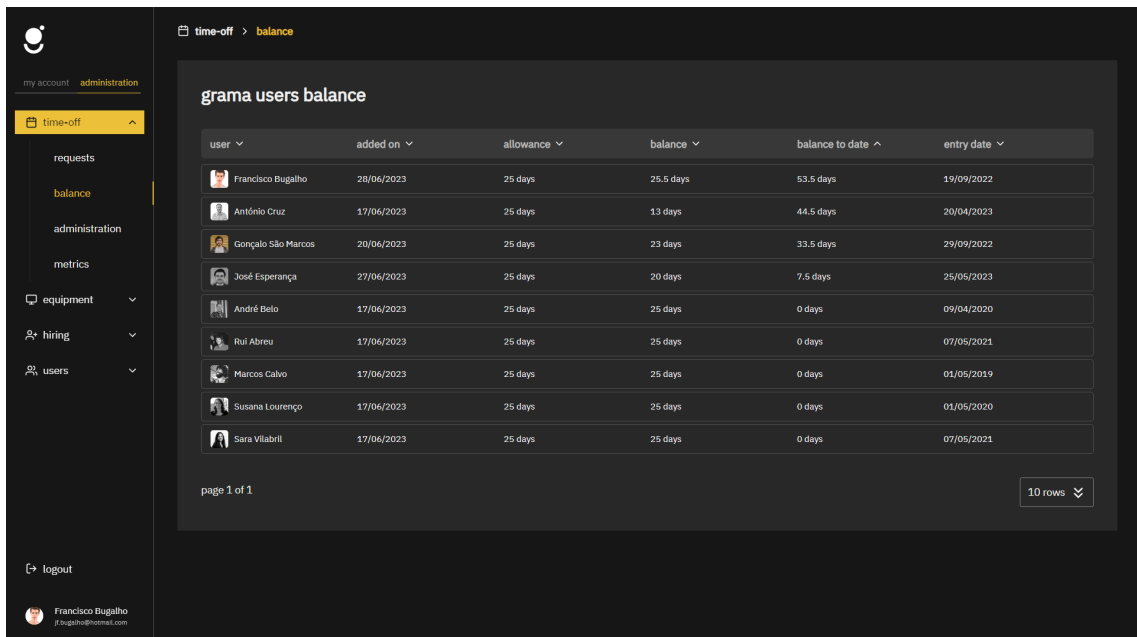 time-off > balance
my account administration
time-off
requests
balance
administration
metrics
equipment
hiring
users
logout
Francisco Bugalho
jf.bugalho@hotmail.com
grama users balance
user added on allowance balance balance to date entry date
Francisco Bugalho 28/06/2023 25 days 25.5 days 53.5 days 19/09/2022
António Cruz 17/06/2023 25 days 13 days 44.5 days 20/04/2023
Gonçalo São Marcos 20/06/2023 25 days 23 days 33.5 days 29/09/2022
José Esperança 27/06/2023 25 days 20 days 7.5 days 25/05/2023
André Belo 17/06/2023 25 days 25 days 0 days 09/04/2020
Rui Abreu 17/06/2023 25 days 25 days 0 days 07/05/2021
Marcos Calvo 17/06/2023 25 days 25 days 0 days 01/05/2019
Susana Lourenço 17/06/2023 25 days 25 days 0 days 01/05/2020
Sara Vilabril 17/06/2023 25 days 25 days 0 days 07/05/2021
page 1 of 1
10 rows